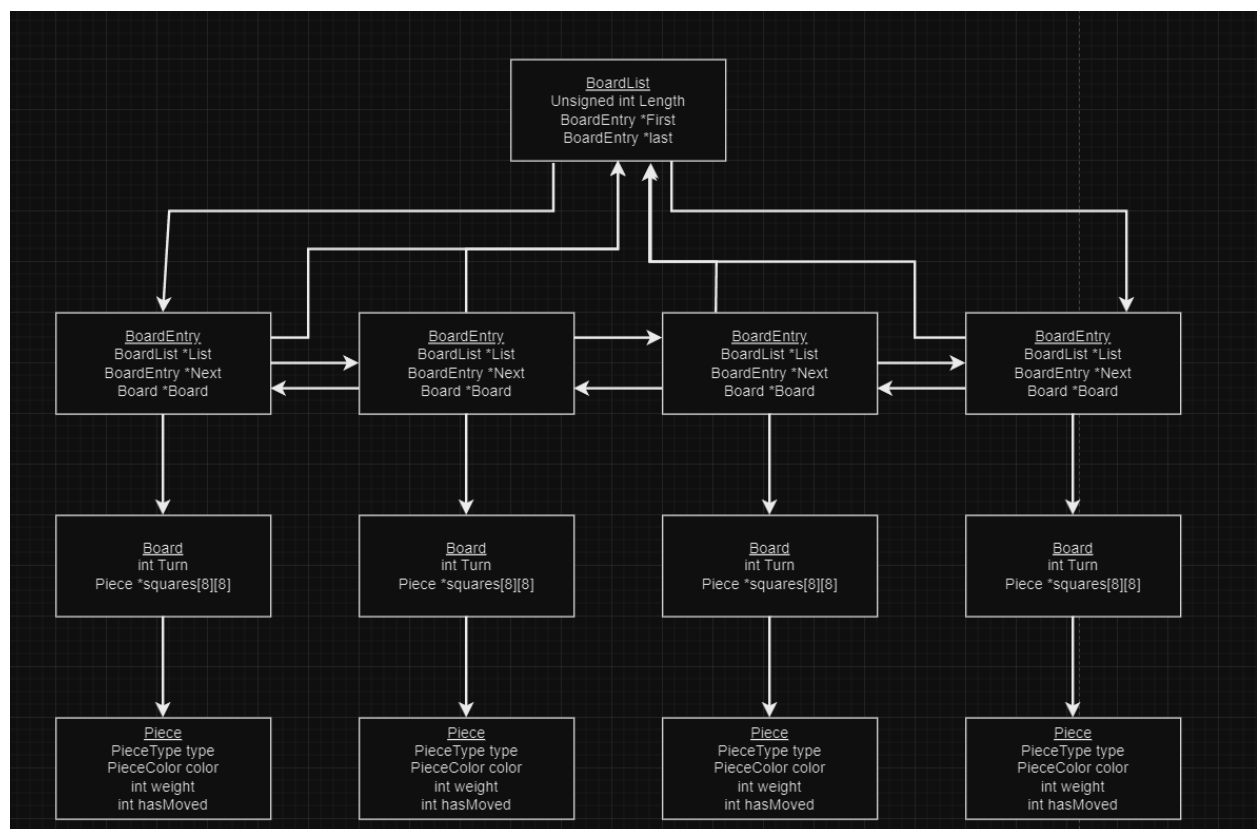 BoardList
Unsigned int Length
BoardEntry *First
BoardEntry *last
BoardEntry
BoardList *List
BoardEntry *Next
Board *Board
BoardEntry
BoardList *List
BoardEntry *Next
Board *Board
BoardEntry
BoardList *List
BoardEntry *Next
Board *Board
BoardEntry
BoardList *List
BoardEntry *Next
Board *Board
Board
int Turn
Piece *squares[8][8]
Board
int Turn
Piece *squares[8][8]
Board
int Turn
Piece *squares[8][8]
Board
int Turn
Piece *squares[8][8]
Piece
PieceType type
PieceColor color
int weight
int hasMoved
Piece
PieceType type
PieceColor color
int weight
int hasMoved
Piece
PieceType type
PieceColor color
int weight
int hasMoved
Piece
PieceType type
PieceColor color
int weight
int hasMoved